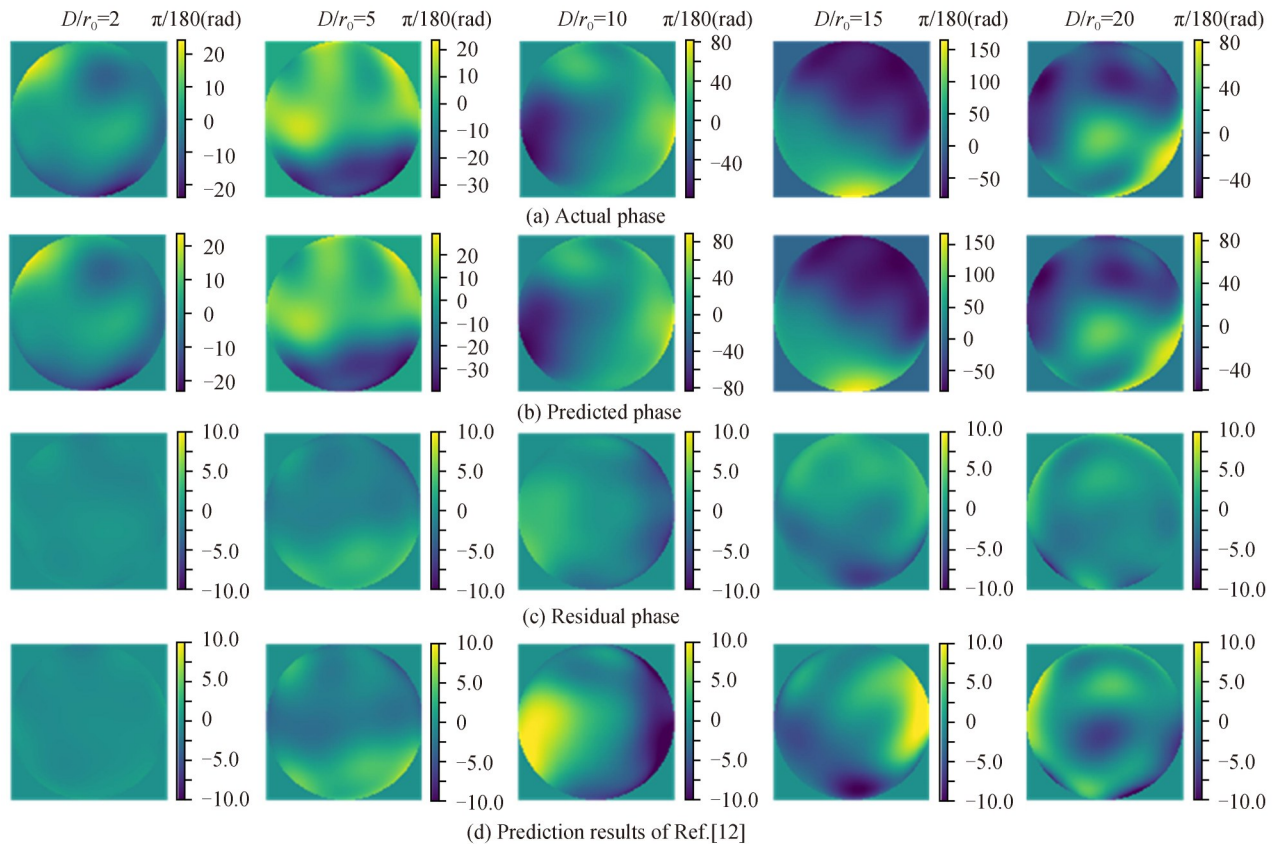 D/r0=2 π/180(rad) D/r0=5 π/180(rad) D/r0=10 π/180(rad) D/r0=15 π/180(rad) D/r0=20 π/180(rad)
20 20 80 150 80
10 10 40 100 40
0 0 0 50 0
−10 −10 −40 0 −40
−20 −20 −50
−30
(a) Actual phase
20 20 80 150 80
10 10 40 100 40
0 0 0 50 0
−10 −10 −40 0 −40
−20 −20 −80 −50
−30
(b) Predicted phase
10.0 10.0 10.0 10.0 10.0
5.0 5.0 5.0 5.0 5.0
0 0 0 0 0
−5.0 −5.0 −5.0 −5.0 −5.0
−10.0 −10.0 −10.0 −10.0 −10.0
(c) Residual phase
10.0 10.0 10.0 10.0 10.0
5.0 5.0 5.0 5.0 5.0
0 0 0 0 0
−5.0 −5.0 −5.0 −5.0 −5.0
−10.0 −10.0 −10.0 −10.0 −10.0
(d) Prediction results of Ref.[12]